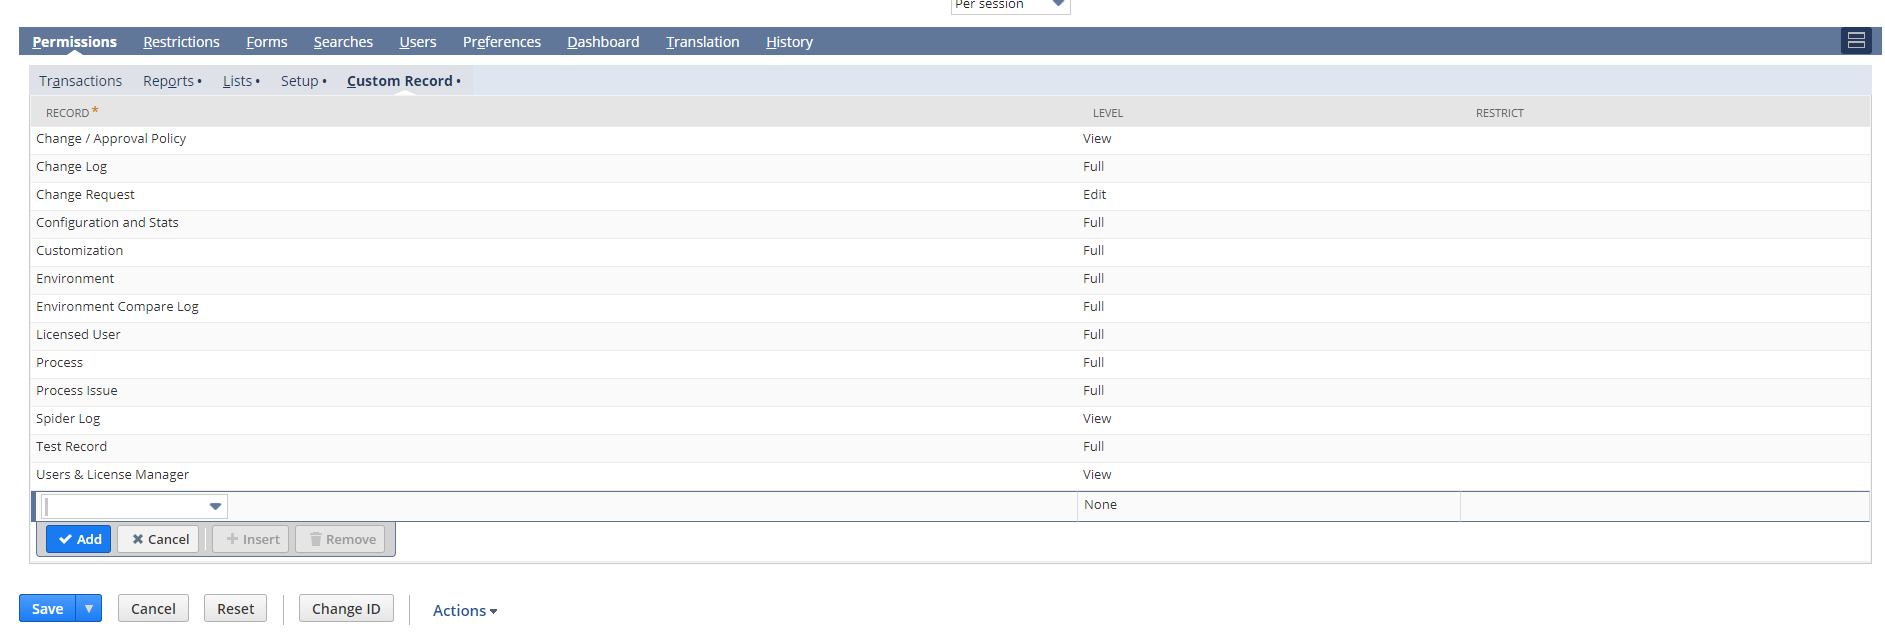 Per session
Permissions Restrictions Forms Searches Users Preferences Dashboard Translation History
Transactions Reports • Lists • Setup • Custom Record •
RECORD * LEVEL RESTRICT
Change / Approval Policy View
Change Log Full
Change Request Edit
Configuration and Stats Full
Customization Full
Environment Full
Environment Compare Log Full
Licensed User Full
Process Full
Process Issue Full
Spider Log View
Test Record Full
Users & License Manager View
None
Add Cancel Insert Remove
Save Cancel Reset Change ID Actions